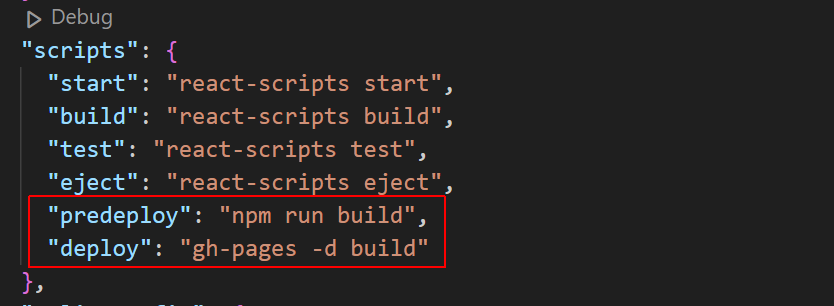 Debug
"scripts": {
"start": "react-scripts start",
"build": "react-scripts build",
"test": "react-scripts test",
"eject": "react-scripts eject",
"predeploy": "npm run build",
"deploy": "gh-pages -d build"
},